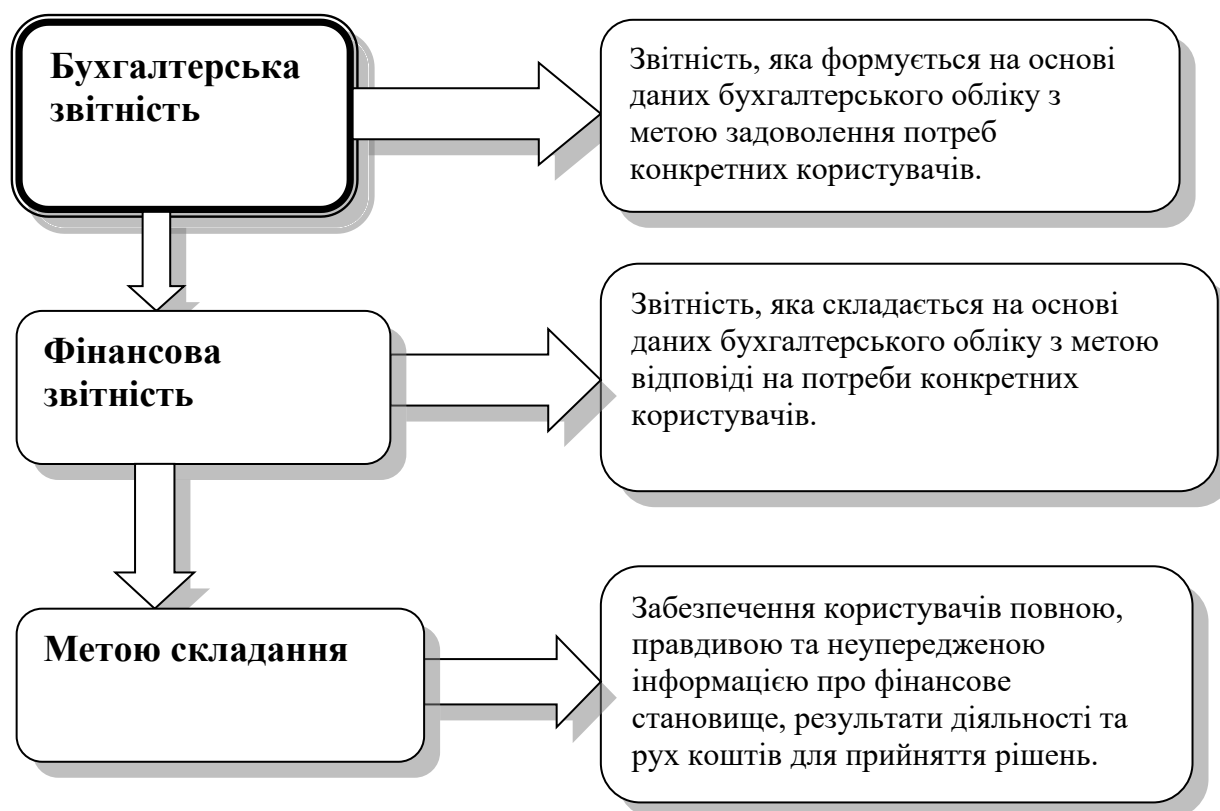 Бухгалтерська
звітність
Звітність, яка формується на основі
даних бухгалтерського обліку з
метою задоволення потреб
конкретних користувачів.
Фінансова
звітність
Звітність, яка складається на основі
даних бухгалтерського обліку з метою
відповіді на потреби конкретних
користувачів.
Метою складання
Забезпечення користувачів повною,
правдивою та неупередженою
інформацією про фінансове
становище, результати діяльності та
рух коштів для прийняття рішень.